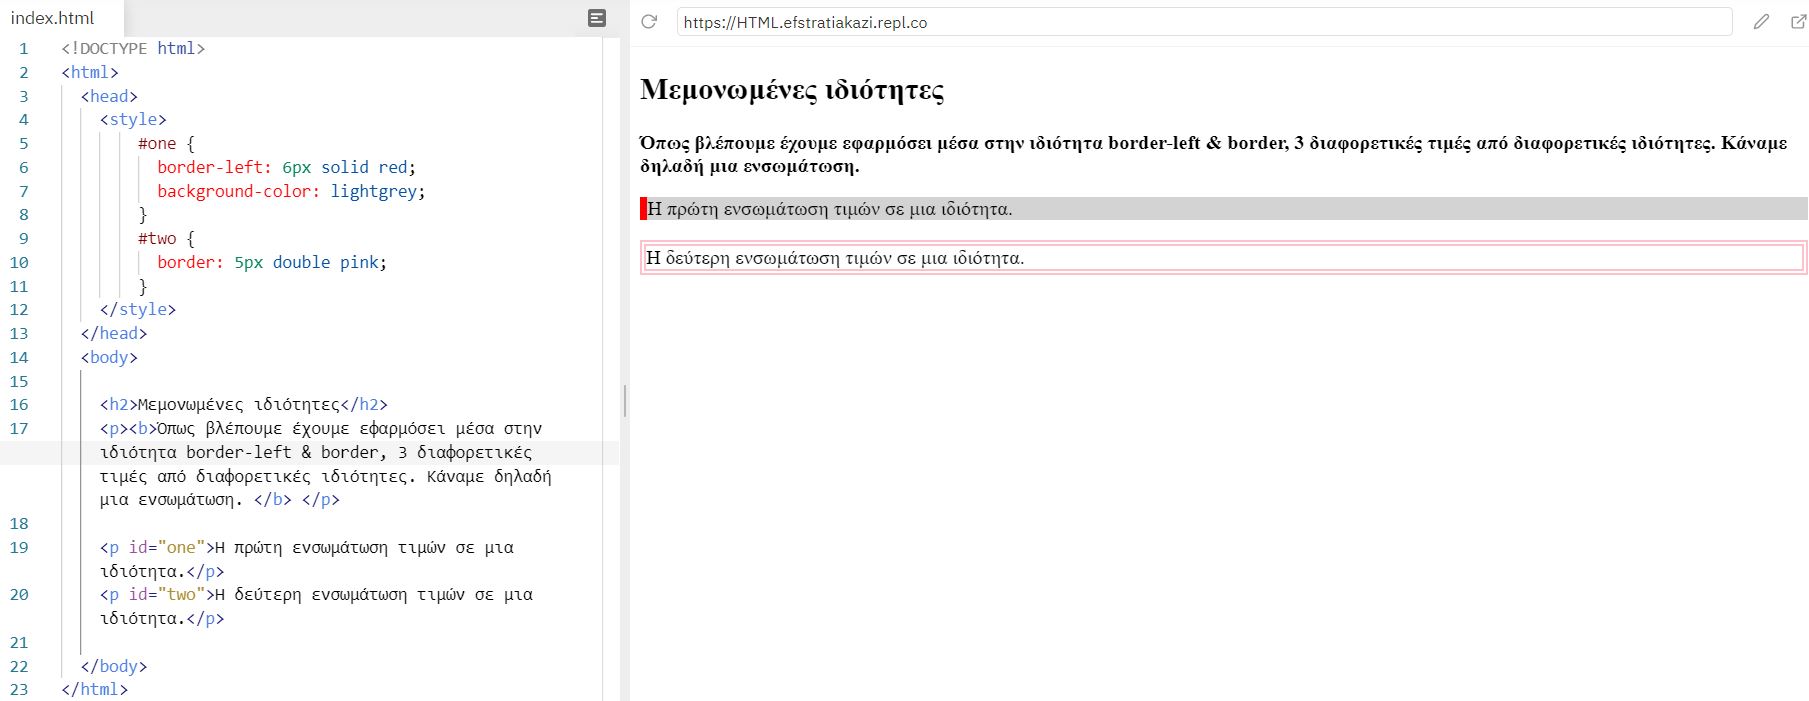 index.html
1 <!DOCTYPE html>
2 <html>
3 <head>
4 <style>
5 #one {
6 border-left: 6px solid red;
7 background-color: lightgrey;
8 }
9 #two {
10 border: 5px double pink;
11 }
12 </style>
13 </head>
14 <body>
15
16 <h2>Μεμονωμένες ιδιότητες</h2>
17 <p><b>Όπως βλέπουμε έχουμε εφαρμόσει μέσα στην
ιδιότητα border-left & border, 3 διαφορετικές
τιμές από διαφορετικές ιδιότητες. Κάναμε δηλαδή
μια ενσωμάτωση. </b> </p>
18
19 <p id="one">Η πρώτη ενσωμάτωση τιμών σε μια
ιδιότητα.</p>
20 <p id="two">Η δεύτερη ενσωμάτωση τιμών σε μια
ιδιότητα.</p>
21
22 </body>
23 </html>
https://HTML.efstratiakazi.repl.co
Μεμονωμένες ιδιότητες
Όπως βλέπουμε έχουμε εφαρμόσει μέσα στην ιδιότητα border-left & border, 3 διαφορετικές τιμές από διαφορετικές ιδιότητες. Κάναμε
δηλαδή μια ενσωμάτωση.
Η πρώτη ενσωμάτωση τιμών σε μια ιδιότητα.
Η δεύτερη ενσωμάτωση τιμών σε μια ιδιότητα.